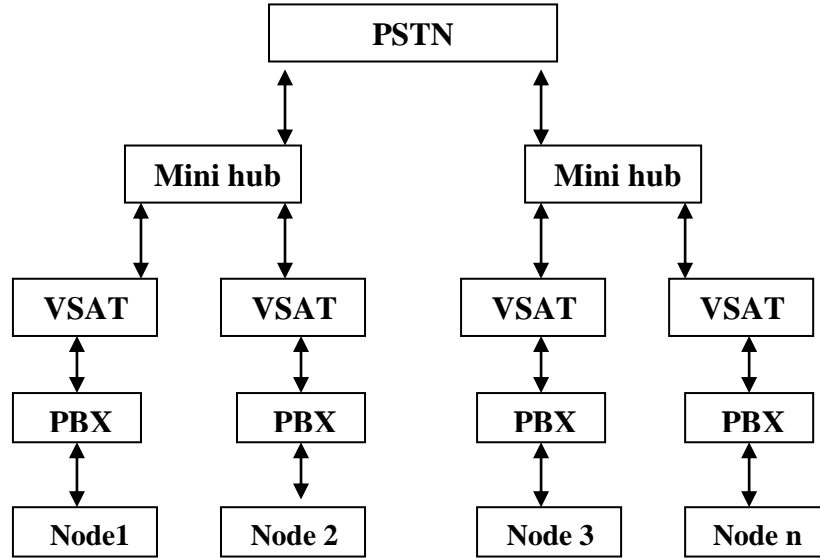 PSTN
Mini hub Mini hub
VSAT VSAT VSAT VSAT
PBX PBX PBX PBX
Node1 Node 2 Node 3 Node n